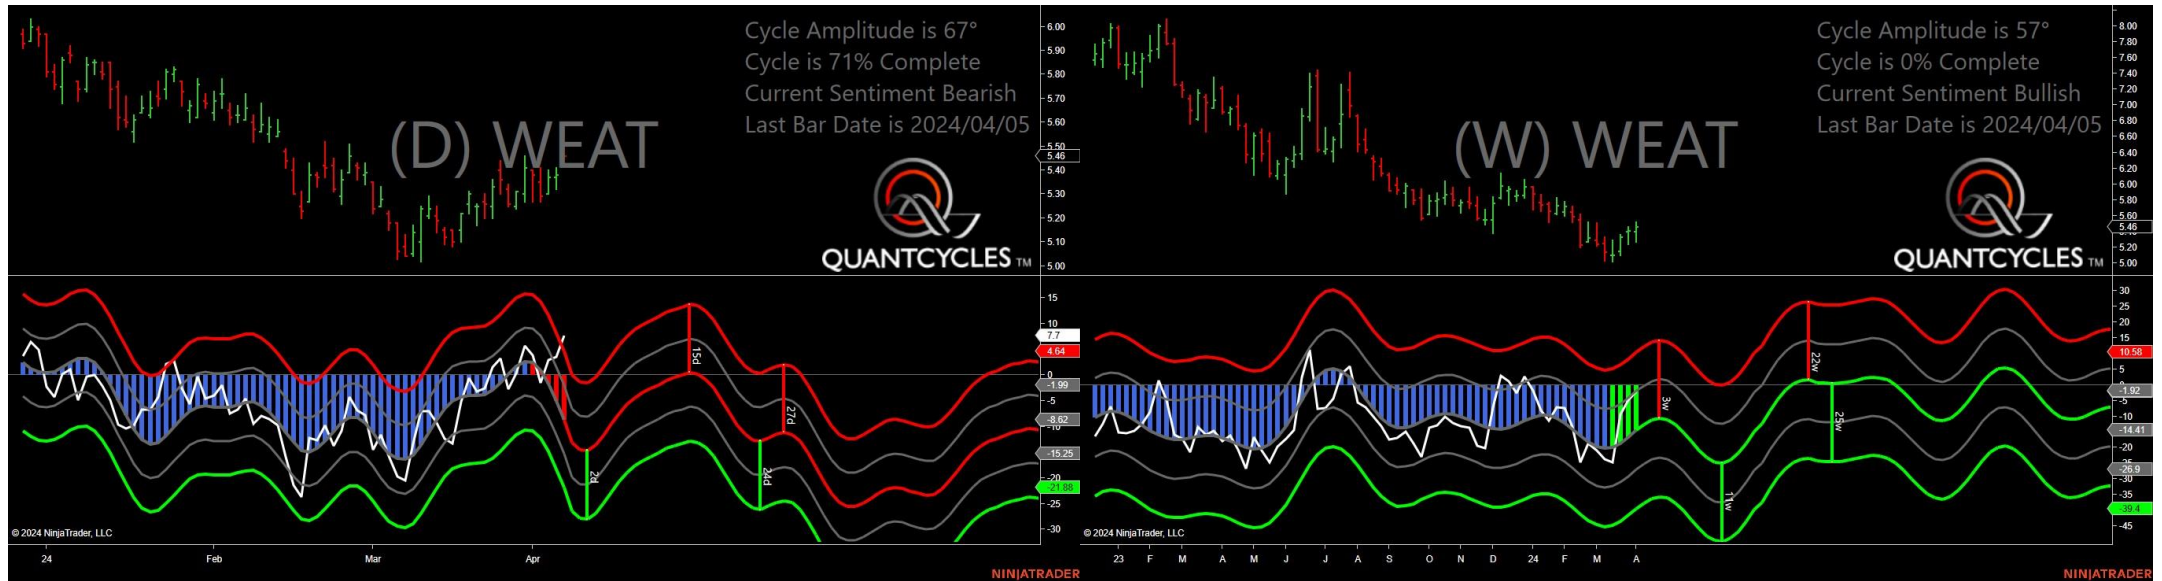 Cycle Amplitude is 67°
Cycle is 71% Complete
Current Sentiment Bearish
Last Bar Date is 2024/04/05
(D) WEAT
QUANTCYCLES TM
6.00
5.90
5.80
5.70
5.60
5.50
5.46
5.40
5.30
5.20
5.10
5.00
15
10
7.7
4.64
0
-1.99
-5
-8.62
-10
-15.25
-20
-21.88
-25
-30
15d
27d
2d
24d
© 2024 NinjaTrader, LLC
24
Feb
Mar
Apr
NINJATRADER
Cycle Amplitude is 57°
Cycle is 0% Complete
Current Sentiment Bullish
Last Bar Date is 2024/04/05
(W) WEAT
QUANTCYCLES TM
8.00
7.80
7.60
7.40
7.20
7.00
6.80
6.60
6.40
6.20
6.00
5.80
5.60
5.46
5.20
5.00
30
25
20
15
10.58
5
-1.92
-5
-10
-14.41
-20
-26.9
-30
-35
-39.4
-45
3w
22w
11w
25w
© 2024 NinjaTrader, LLC
23
F
M
A
M
J
J
A
S
O
N
D
24
F
M
A
NINJATRADER